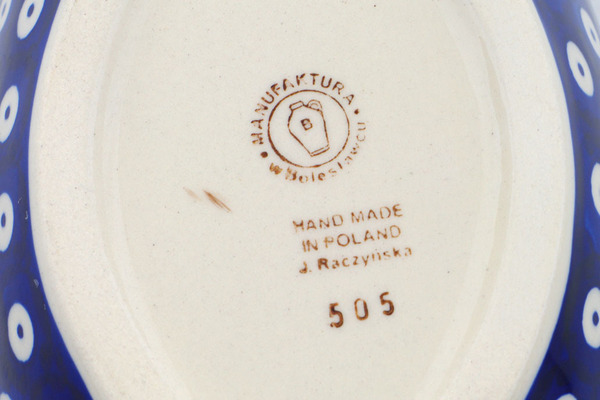 MANUFAKTURA
B
w Bolesławcu
HAND MADE
IN POLAND
J. Raczyńska
505